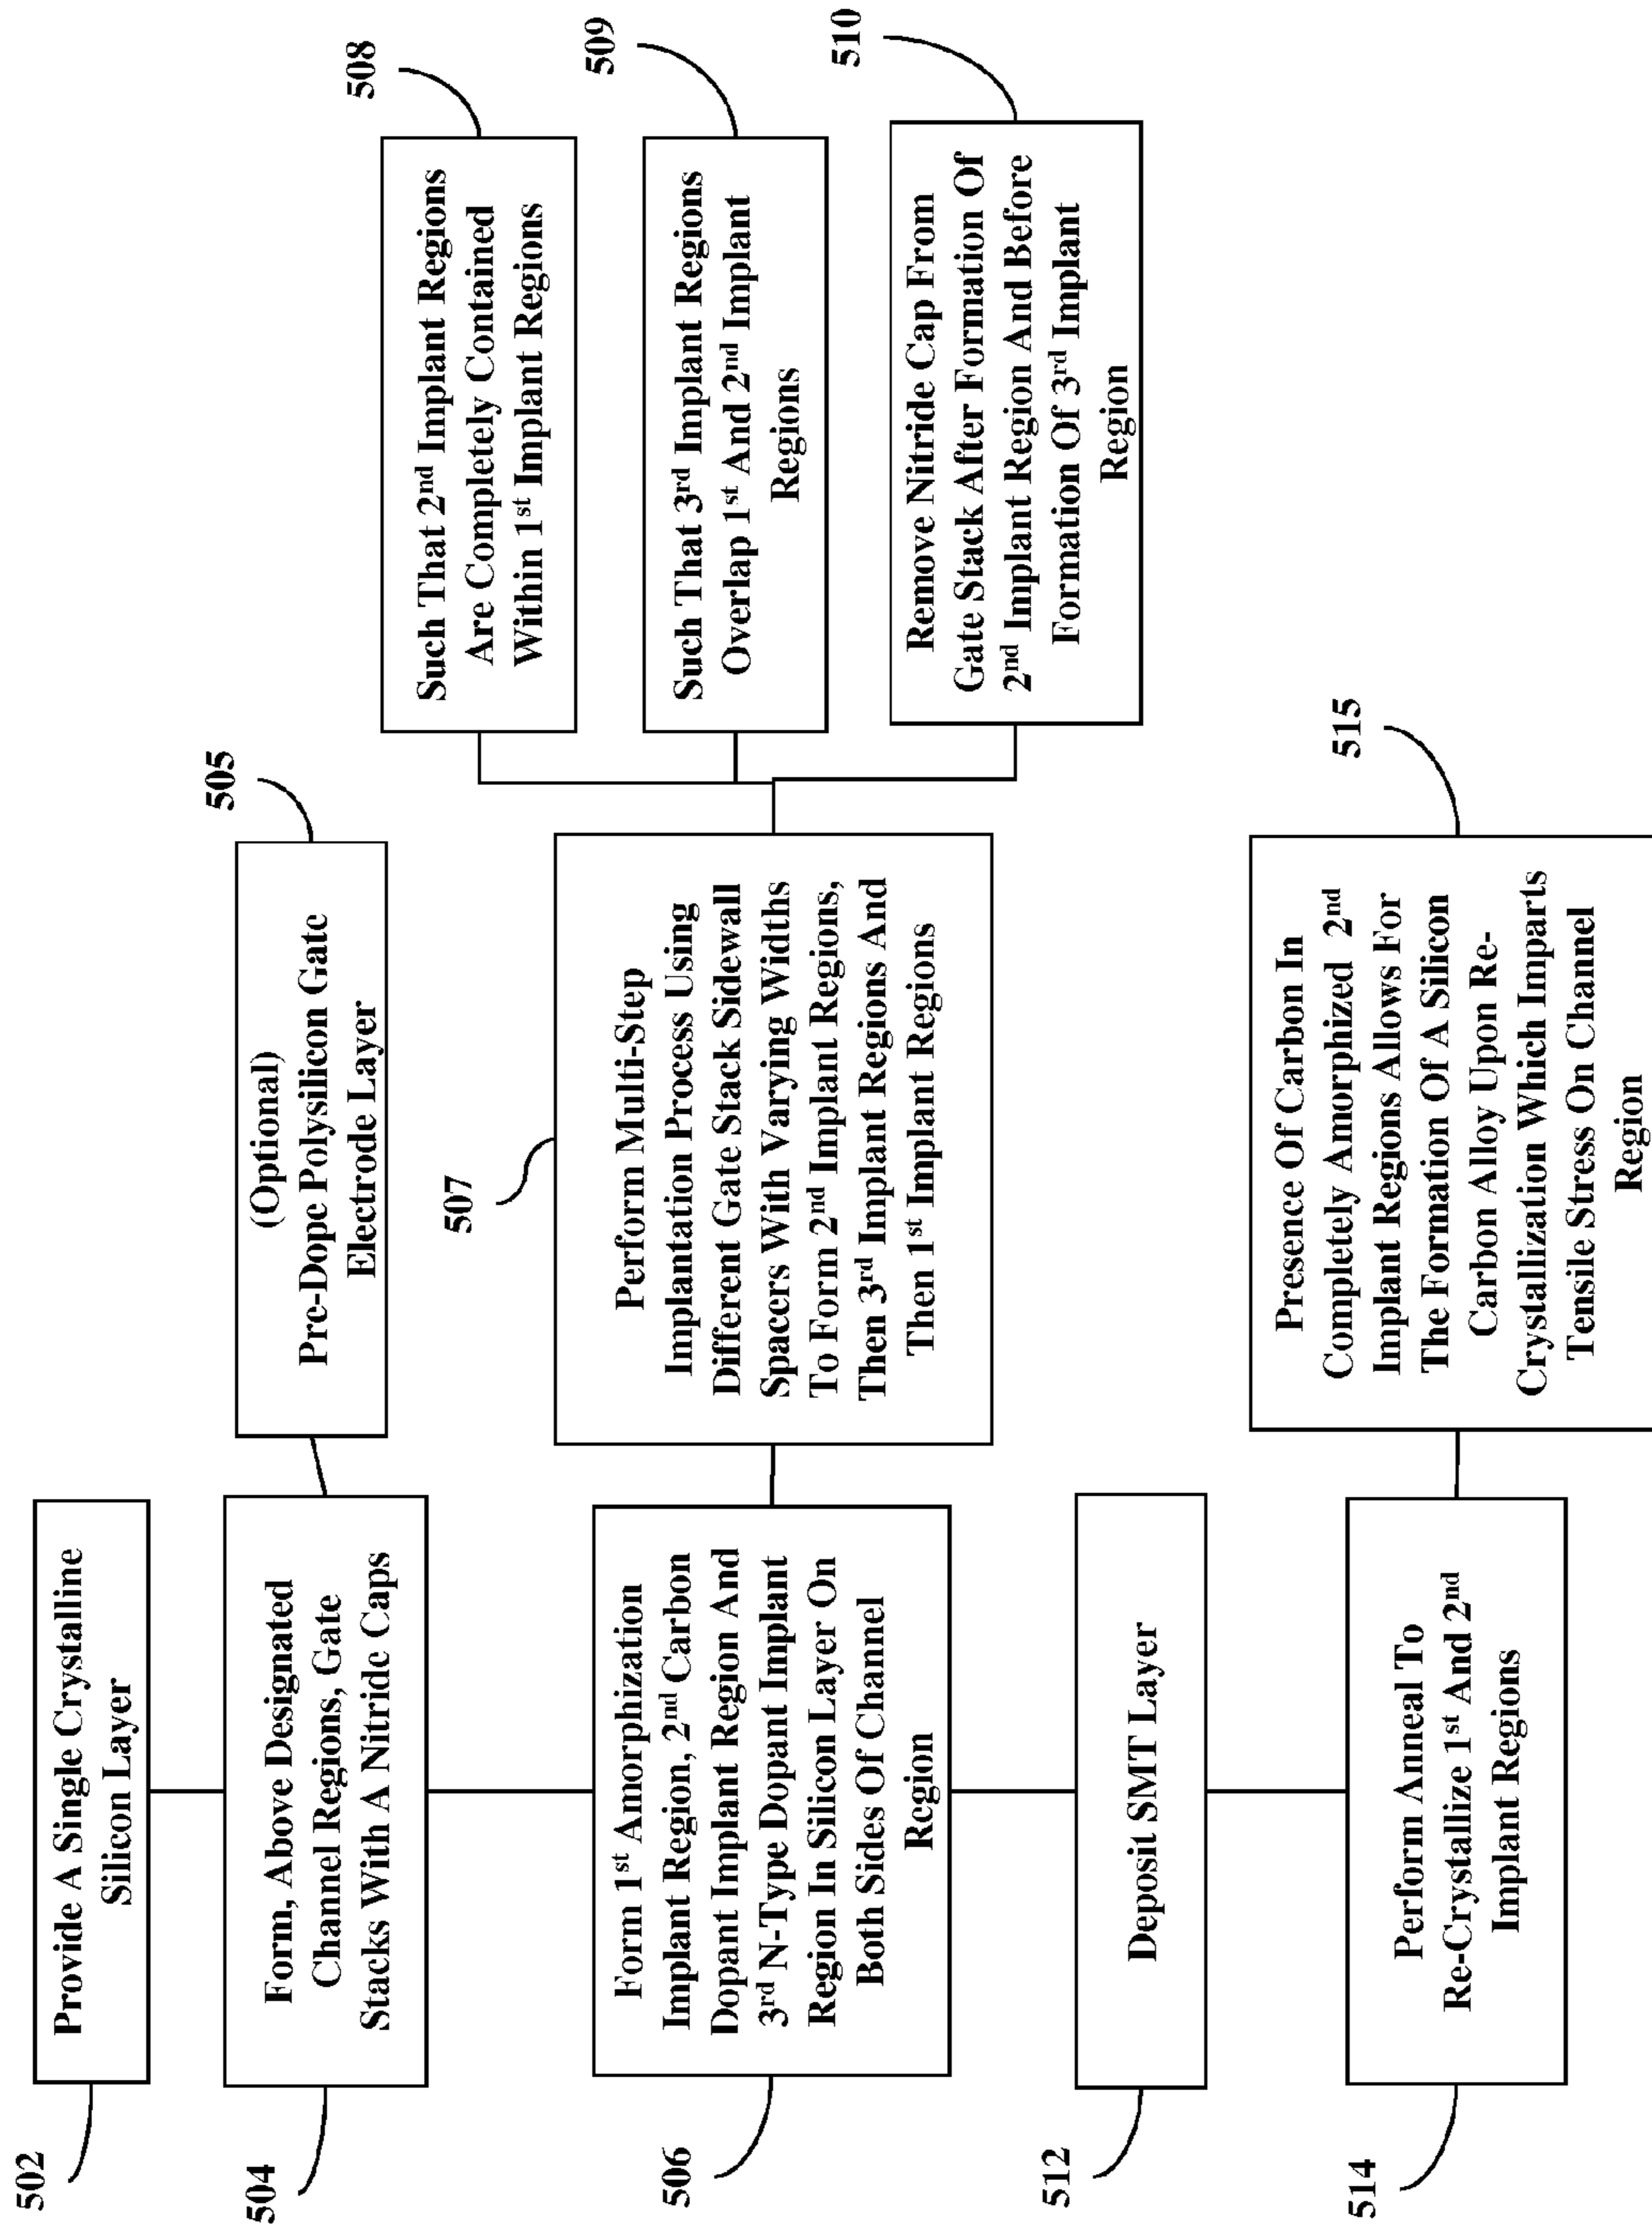 502
Provide A Single Crystalline
Silicon Layer
504
Form, Above Designated
Channel Regions, Gate
Stacks With A Nitride Caps
505
(Optional)
Pre-Dope Polysilicon Gate
Electrode Layer
506
Form 1st Amorphization
Implant Region, 2nd Carbon
Dopant Implant Region And
3rd N-Type Dopant Implant
Region In Silicon Layer On
Both Sides Of Channel
Region
507
Perform Multi-Step
Implantation Process Using
Different Gate Stack Sidewall
Spacers With Varying Widths
To Form 2nd Implant Regions,
Then 3rd Implant Regions And
Then 1st Implant Regions
508
Such That 2nd Implant Regions
Are Completely Contained
Within 1st Implant Regions
509
Such That 3rd Implant Regions
Overlap 1st And 2nd Implant
Regions
510
Remove Nitride Cap From
Gate Stack After Formation Of
2nd Implant Region And Before
Formation Of 3rd Implant
Region
512
Deposit SMT Layer
514
Perform Anneal To
Re-Crystallize 1st And 2nd
Implant Regions
515
Presence Of Carbon In
Completely Amorphized 2nd
Implant Regions Allows For
The Formation Of A Silicon
Carbon Alloy Upon Re-
Crystallization Which Imparts
Tensile Stress On Channel
Region